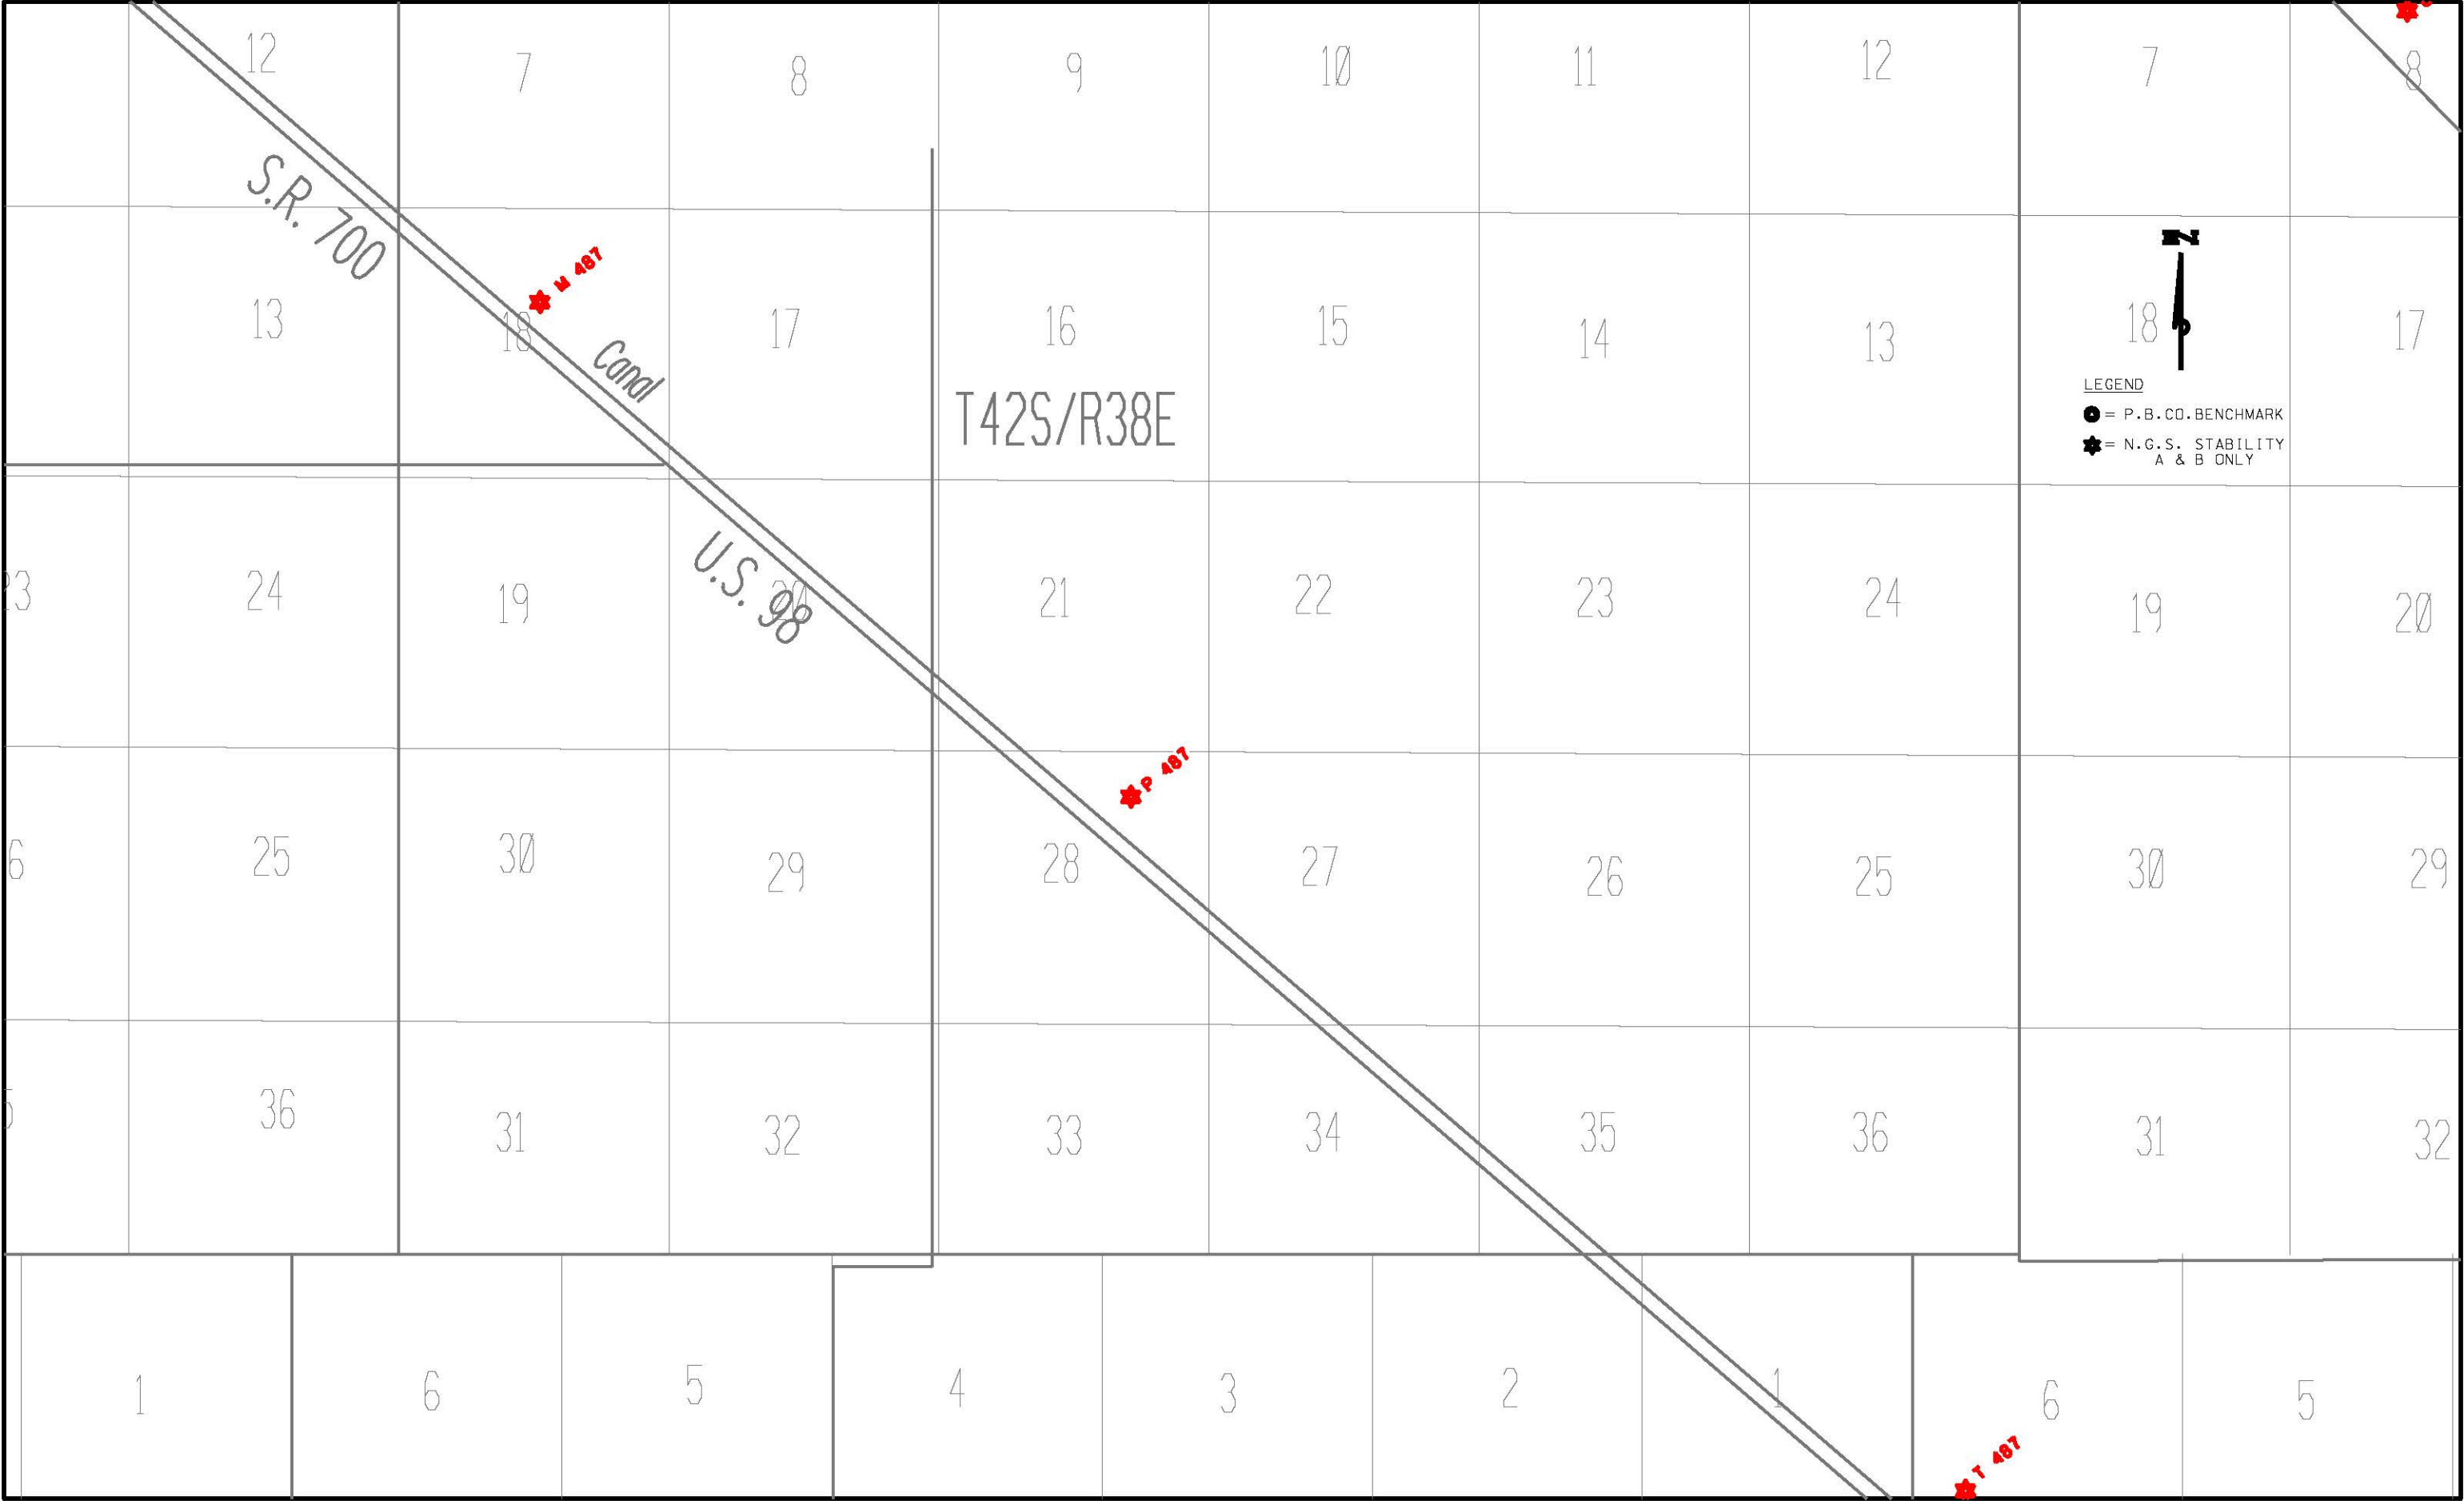 12 7 8 9 10 11 12 7 8
S.R. 700
M 487
N
13 18 17 16 15 14 13 18 17
Canal
T42S/R38E
LEGEND
= P.B.CO.BENCHMARK
= N.G.S. STABILITY
A & B ONLY
U.S. 98
23 24 19 20 21 22 23 24 19 20
P 487
6 25 30 29 28 27 26 25 30 29
36 31 32 33 34 35 36 31 32
1 6 5 4 3 2 1 6 5
T 487